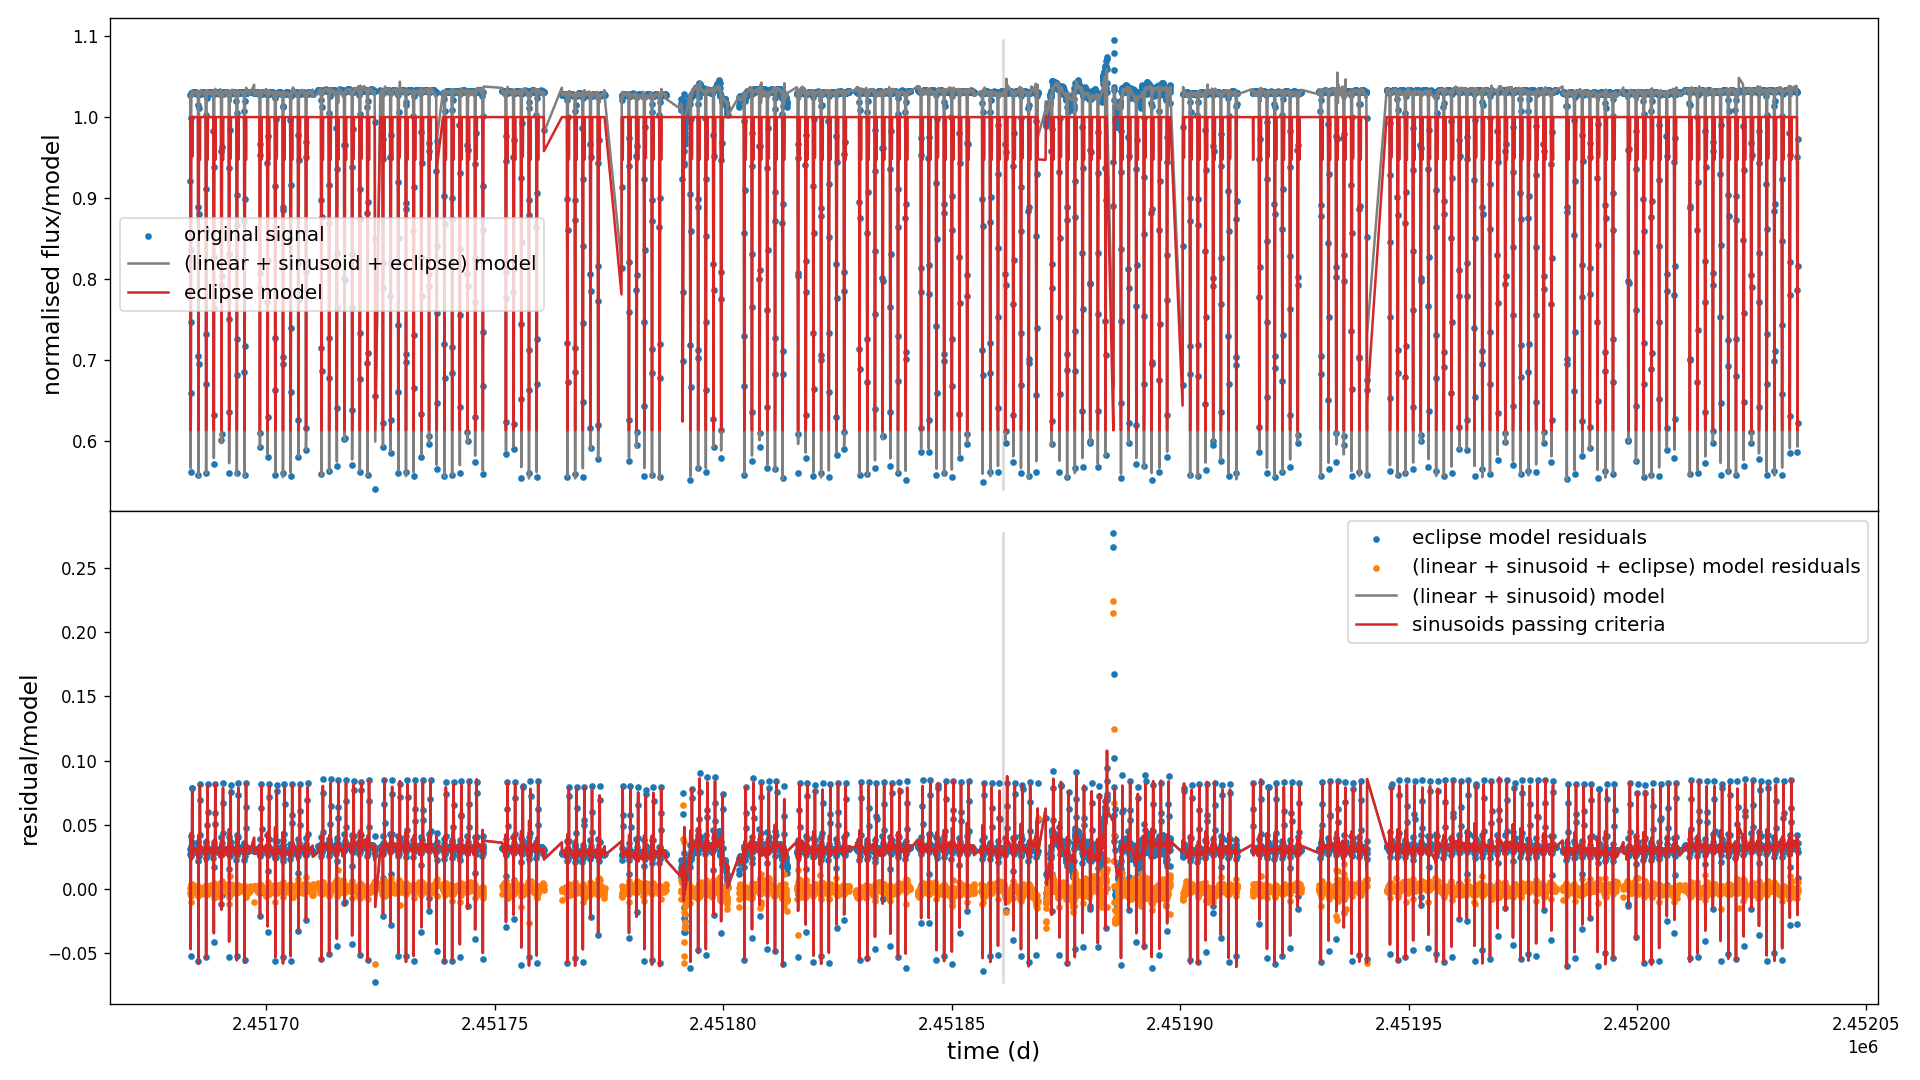 normalised flux/model
1.1
1.0
0.9
0.8
0.7
0.6
original signal
(linear + sinusoid + eclipse) model
eclipse model
residual/model
0.25
0.20
0.15
0.10
0.05
0.00
−0.05
eclipse model residuals
(linear + sinusoid + eclipse) model residuals
(linear + sinusoid) model
sinusoids passing criteria
2.45170 2.45175 2.45180 2.45185 2.45190 2.45195 2.45200 2.45205
time (d)
1e6